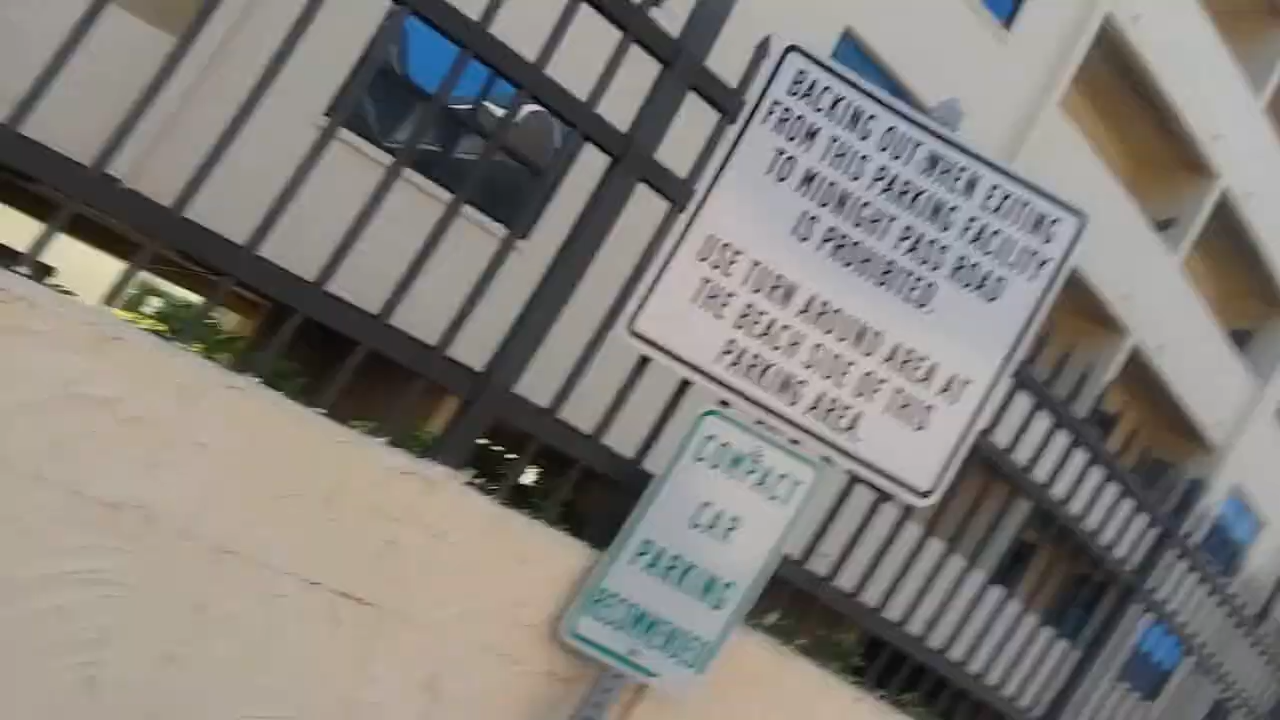 BACKING OUT WHEN EXITING
FROM THIS PARKING FACILITY
TO MIDNIGHT PASS ROAD
IS PROHIBITED.
USE TURN AROUND AREA AT
THE BEACH SIDE OF THIS
PARKING AREA.
COMPACT
CAR
PARKING
RECOMMENDED